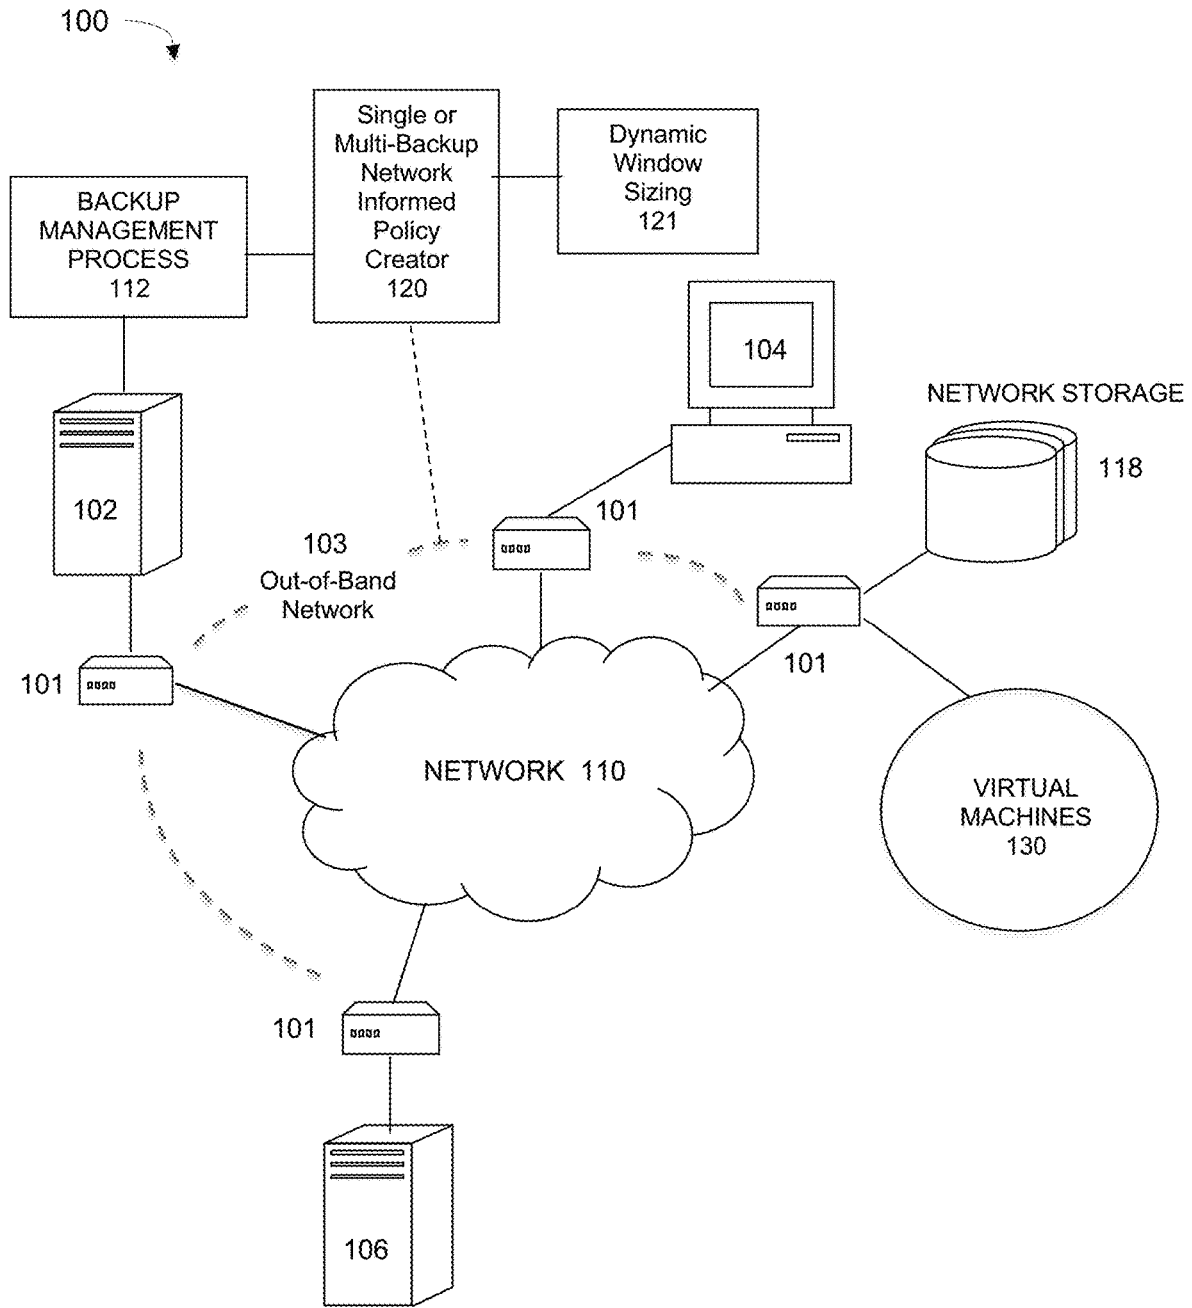 100
Single or
Multi-Backup
Network
Informed
Policy
Creator
120
Dynamic
Window
Sizing
121
BACKUP
MANAGEMENT
PROCESS
112
104
NETWORK STORAGE
118
102
101
103
Out-of-Band
Network
101
101
NETWORK 110
VIRTUAL
MACHINES
130
101
106